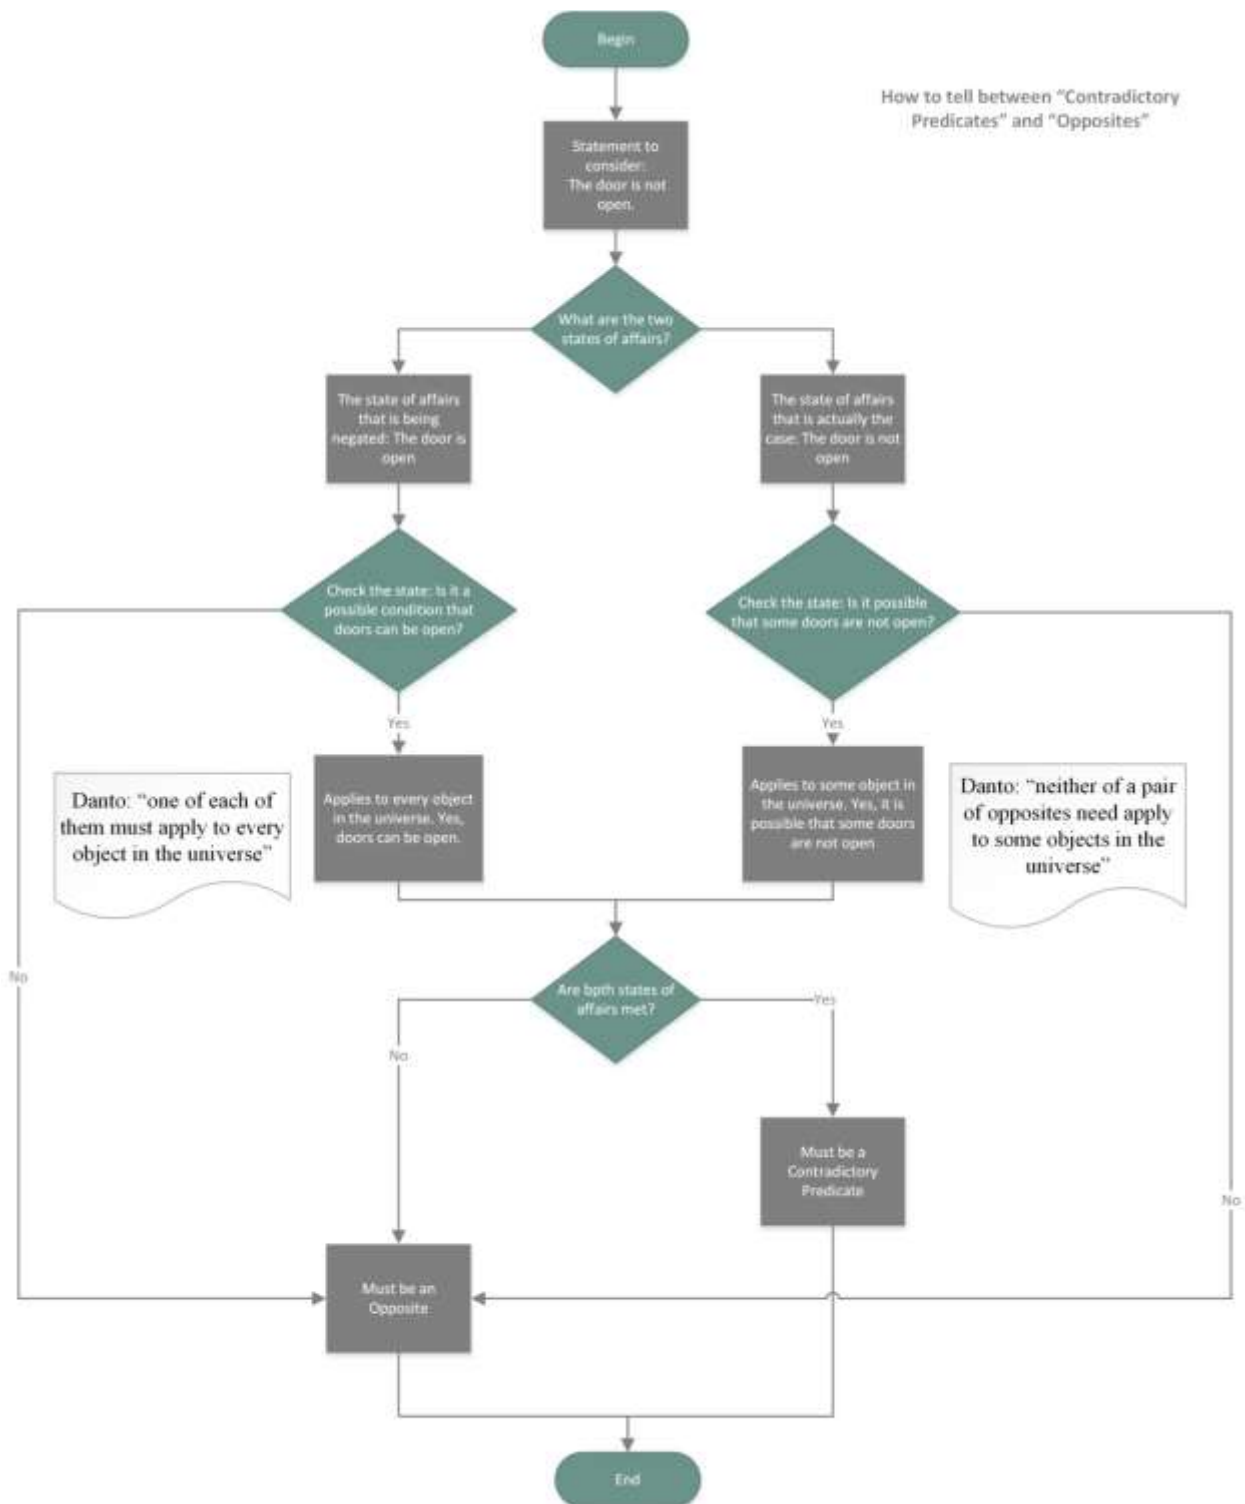 Begin
How to tell between "Contradictory
Predicates" and "Opposites"
Statement to
consider:
The door is not
open.
What are the two
states of affairs?
The state of affairs
that is being
negated: The door is
open
The state of affairs
that is actually the
case: The door is not
open
Check the state: Is it a
possible condition that
doors can be open?
Check the state: Is it possible
that some doors are not open?
Yes
Yes
Danto: "one of each of
them must apply to every
object in the universe"
Applies to every object
in the universe. Yes,
doors can be open.
Applies to some object in
the universe. Yes, it is
possible that some doors
are not open
Danto: "neither of a pair
of opposites need apply
to some objects in the
universe"
No
Are bpth states of
affairs met?
Yes
No
Must be a
Contradictory
Predicate
No
Must be an
Opposite
End